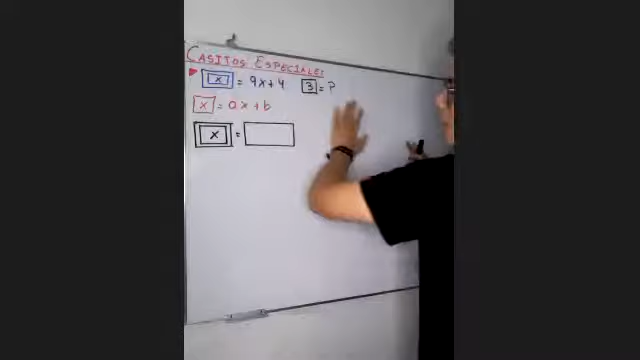 CASITOS ESPECIALES
x = 9x+4 3 = ?
x = ax+b
x =